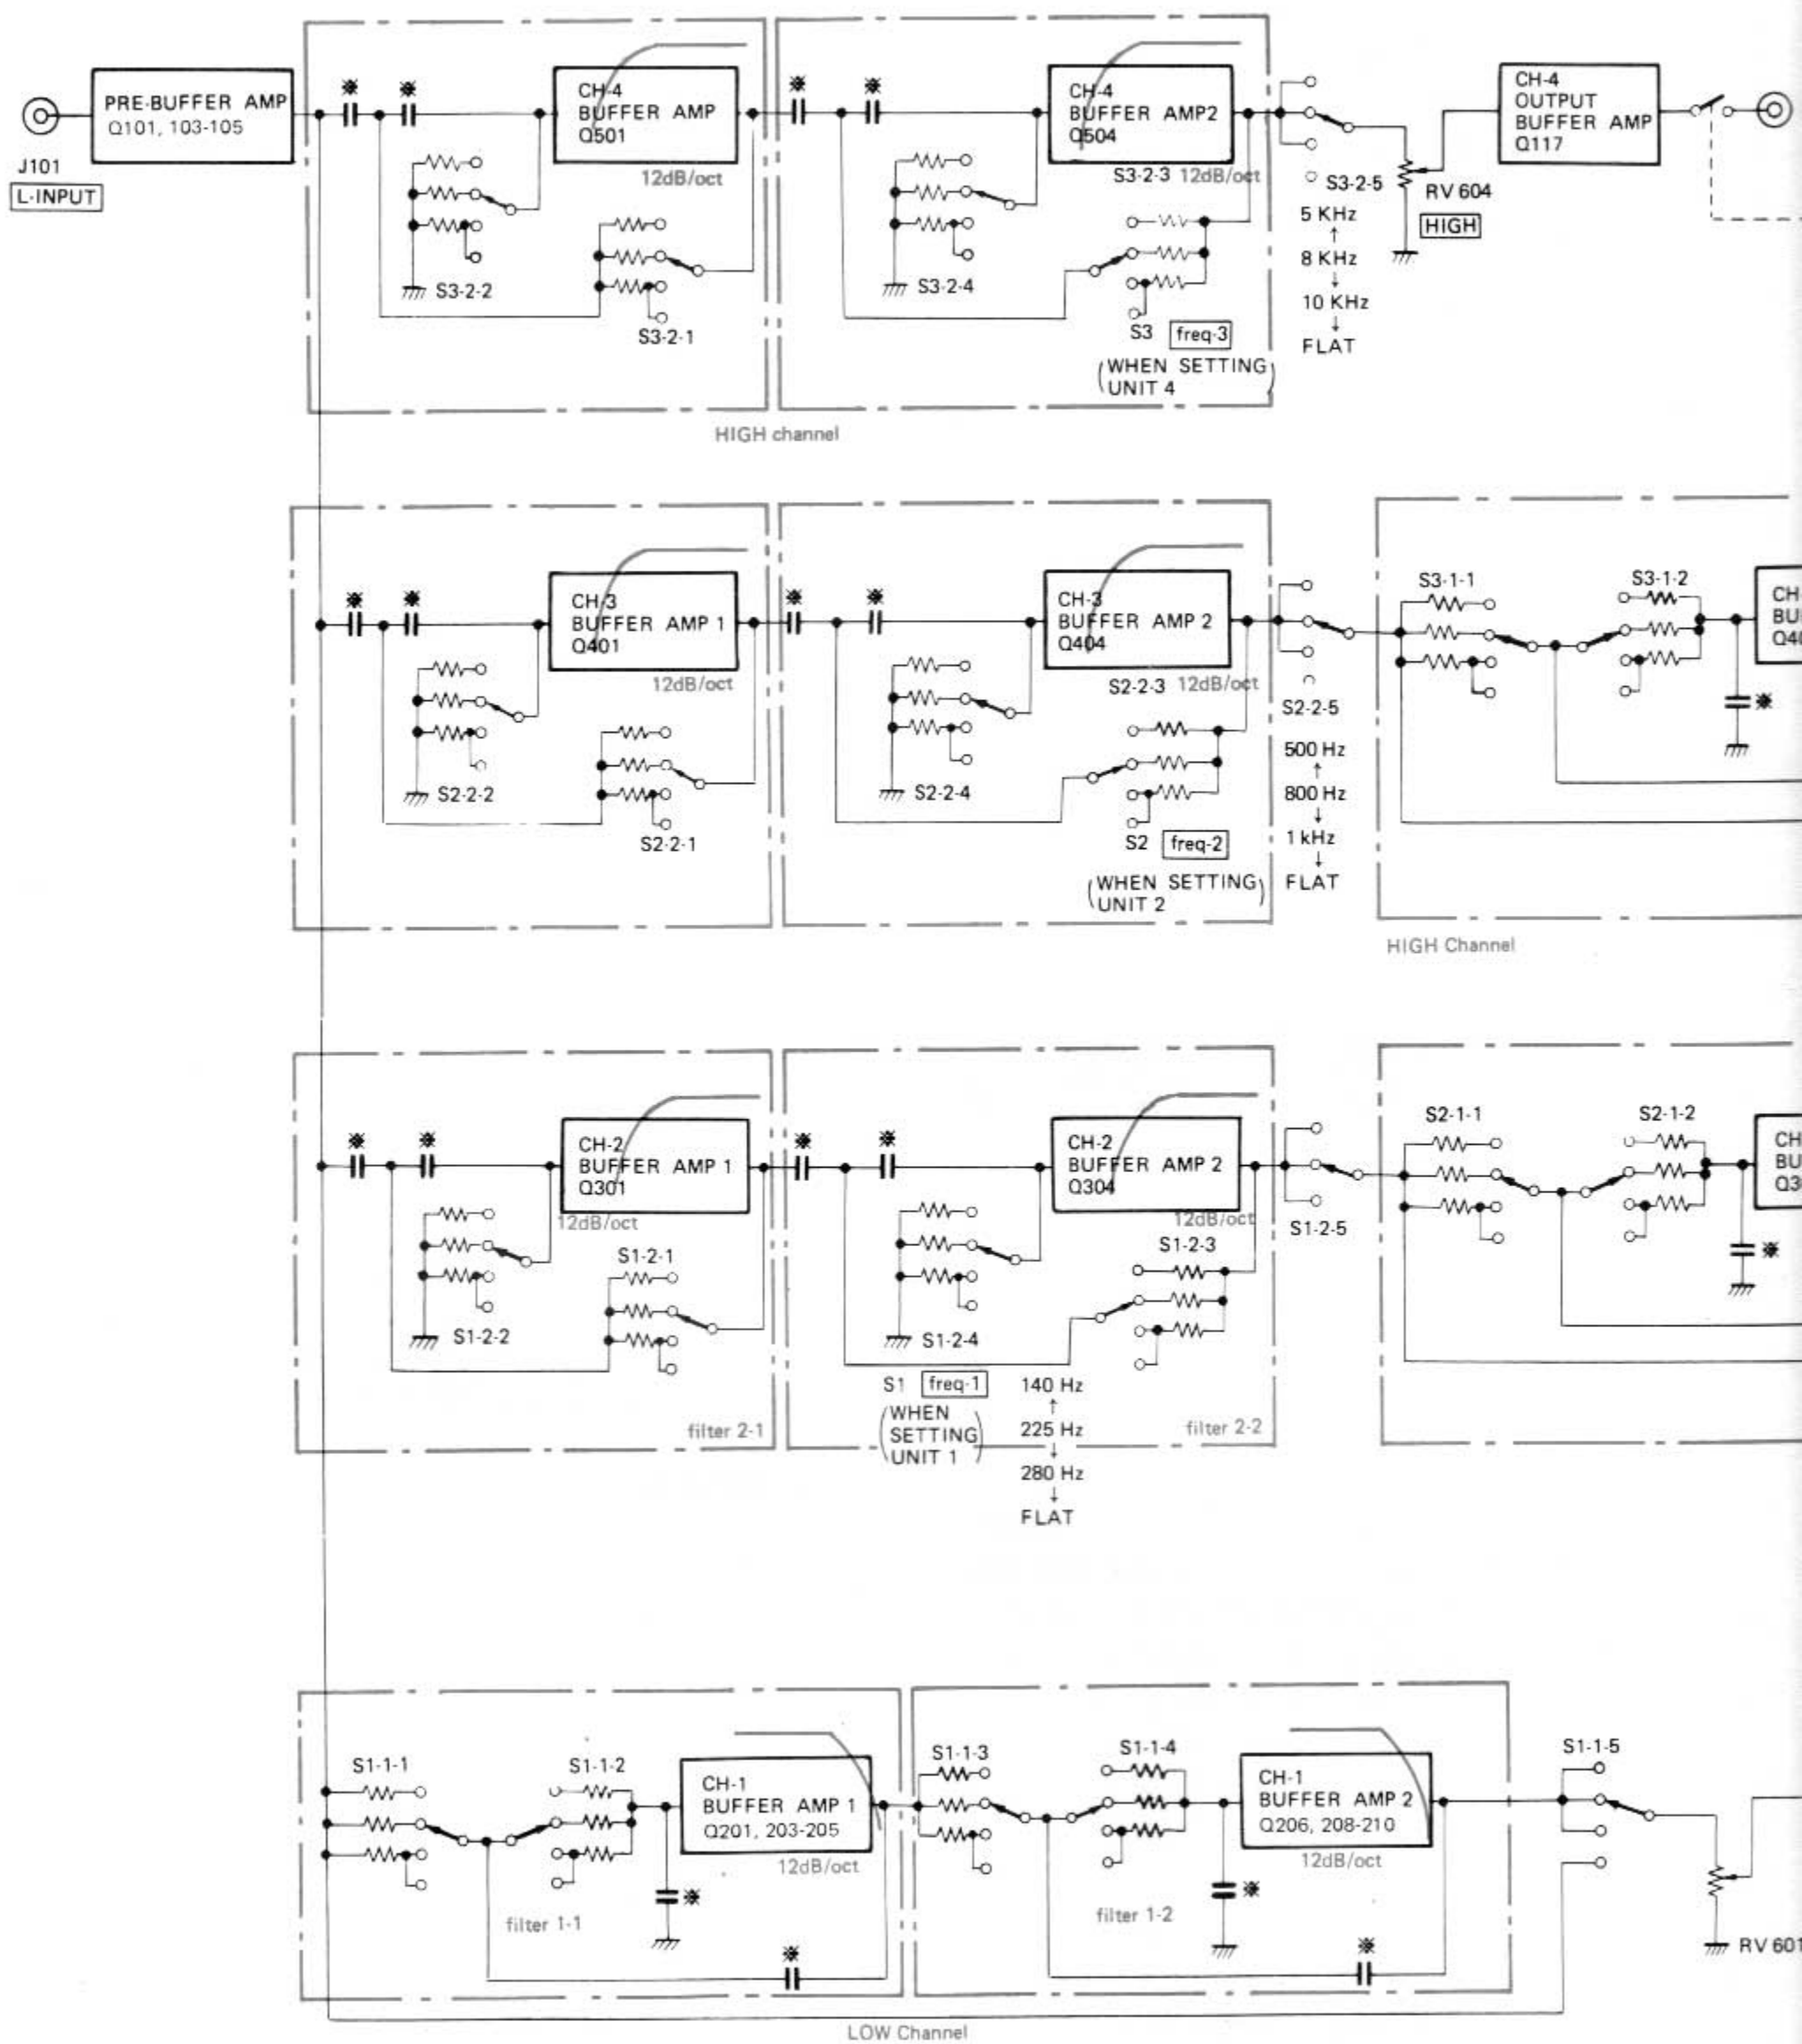 PRE-BUFFER AMP
Q101, 103-105
J101
L-INPUT
※ ※
CH-4
BUFFER AMP
Q501
12dB/oct
S3-2-2
S3-2-1
※ ※
CH-4
BUFFER AMP2
Q504
S3-2-3 12dB/oct
S3-2-4
S3 freq-3
(WHEN SETTING
UNIT 4)
S3-2-5
5 KHz
↑
8 KHz
↓
10 KHz
↓
FLAT
RV 604
HIGH
CH-4
OUTPUT
BUFFER AMP
Q117
HIGH channel
※ ※
CH-3
BUFFER AMP 1
Q401
12dB/oct
S2-2-2
S2-2-1
※ ※
CH-3
BUFFER AMP 2
Q404
S2-2-3 12dB/oct
S2-2-4
S2 freq-2
(WHEN SETTING
UNIT 2)
S2-2-5
500 Hz
↑
800 Hz
↓
1 kHz
↓
FLAT
S3-1-1
S3-1-2
CH
BU
Q40
※
HIGH Channel
※ ※
CH-2
BUFFER AMP 1
Q301
12dB/oct
S1-2-1
S1-2-2
filter 2-1
※ ※
CH-2
BUFFER AMP 2
Q304
12dB/oct
S1-2-3
S1-2-4
S1 freq-1
(WHEN
SETTING
UNIT 1)
140 Hz
↑
225 Hz
↓
280 Hz
↓
FLAT
filter 2-2
S1-2-5
S2-1-1
S2-1-2
CH
BU
※
S1-1-1
S1-1-2
CH-1
BUFFER AMP 1
Q201, 203-205
12dB/oct
※
filter 1-1
※
S1-1-3
S1-1-4
CH-1
BUFFER AMP 2
Q206, 208-210
12dB/oct
※
filter 1-2
※
S1-1-5
RV 601
LOW Channel